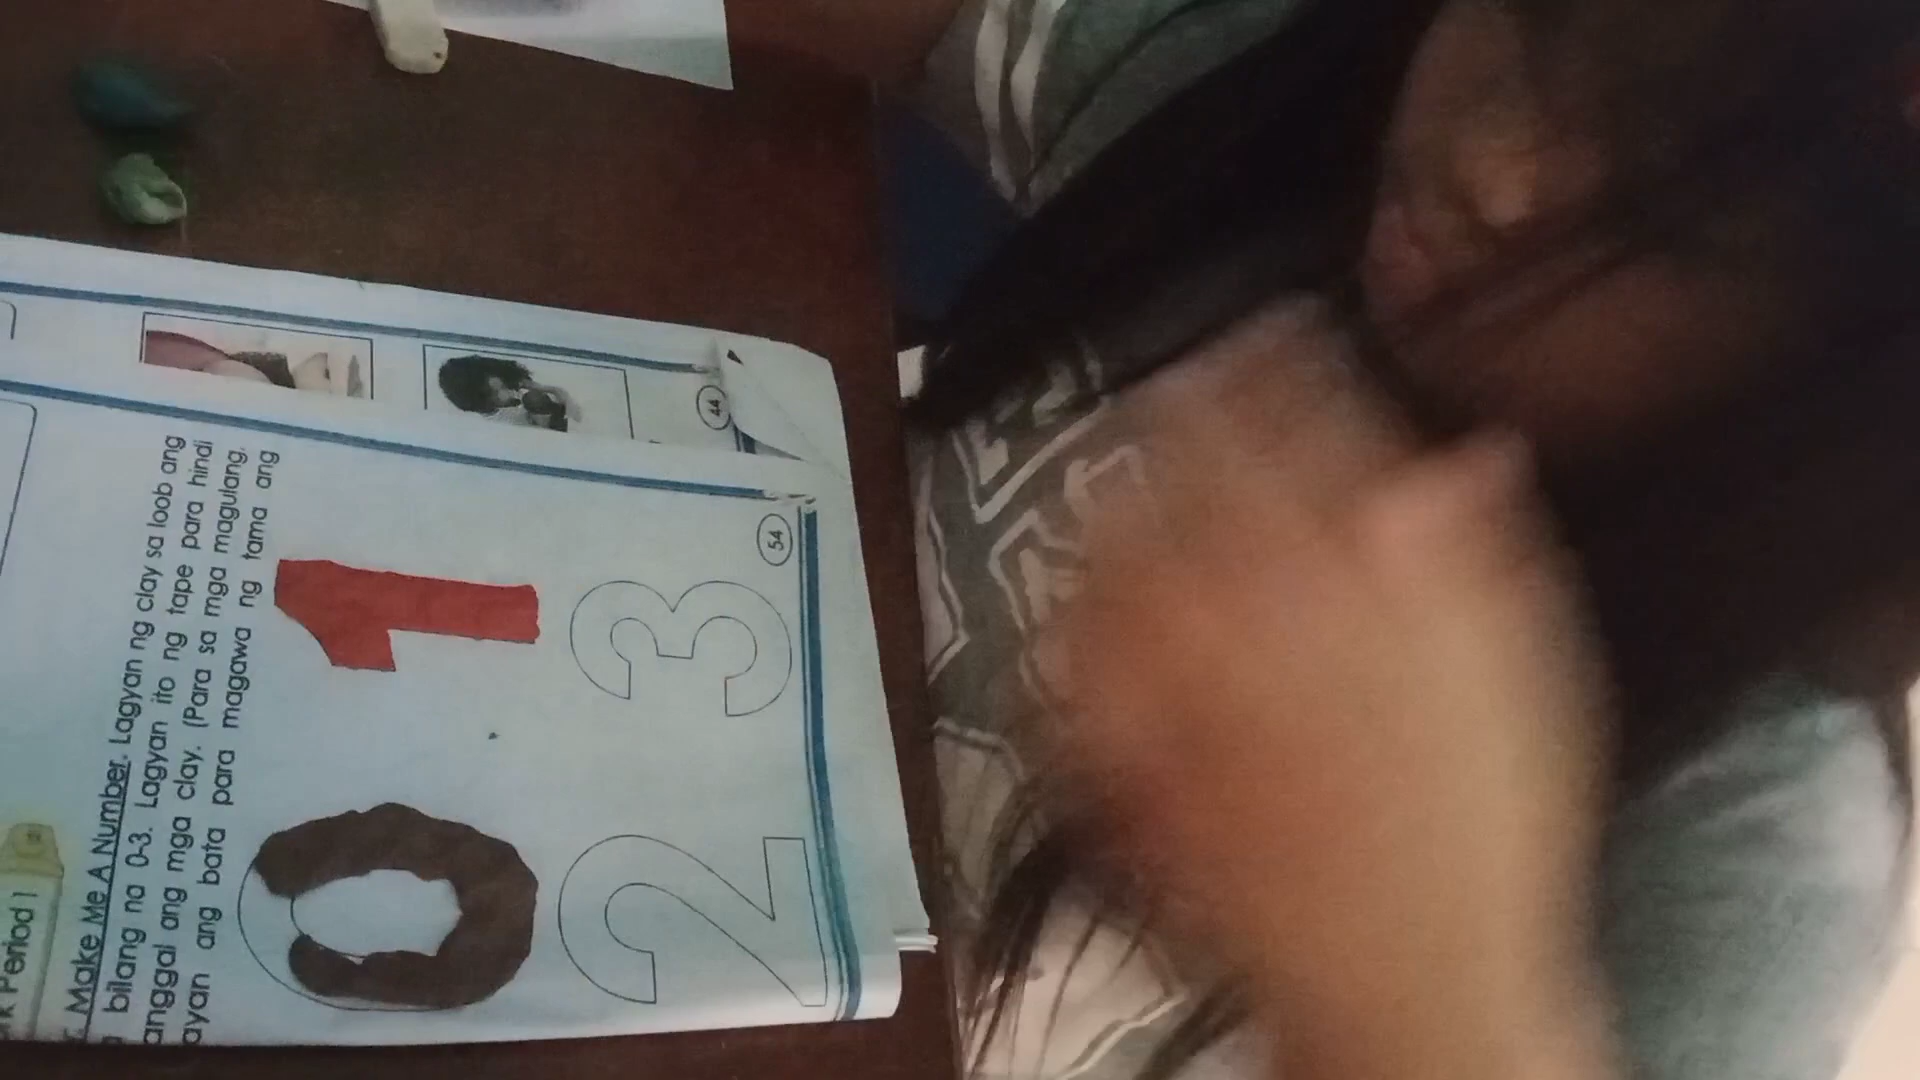 Period 1
Make Me A Number. Lagyan ng clay sa loob ang
bilang na 0-3. Lagyan ito ng tape para hindi
anggal ang mga clay. (Para sa mga magulang,
ayan ang bata para magawa ng tama ang
0 1
2 3
54
44